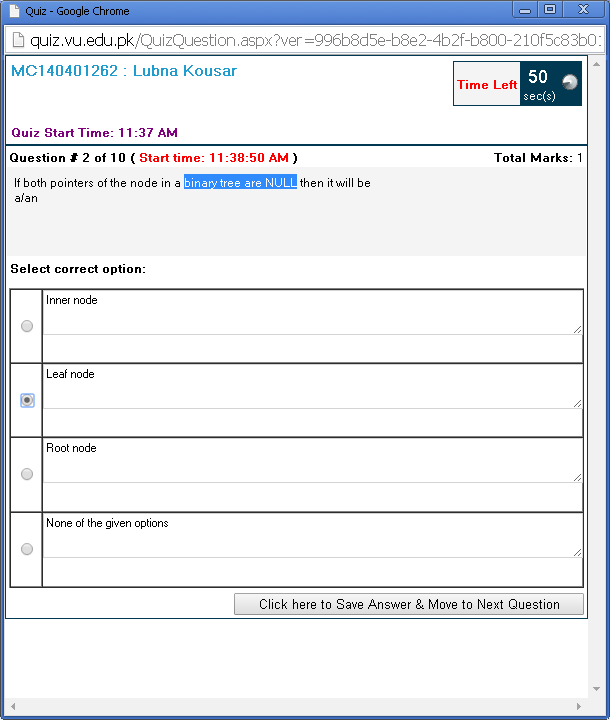 Quiz - Google Chrome
quiz.vu.edu.pk/QuizQuestion.aspx?ver=996b8d5e-b8e2-4b2f-b800-210f5c83b01
MC140401262 : Lubna Kousar
Time Left 50
sec(s)
Quiz Start Time: 11:37 AM
Question # 2 of 10 ( Start time: 11:38:50 AM ) Total Marks: 1
If both pointers of the node in a binary tree are NULL then it will be
a/an
Select correct option:
Inner node
Leaf node
Root node
None of the given options
Click here to Save Answer & Move to Next Question